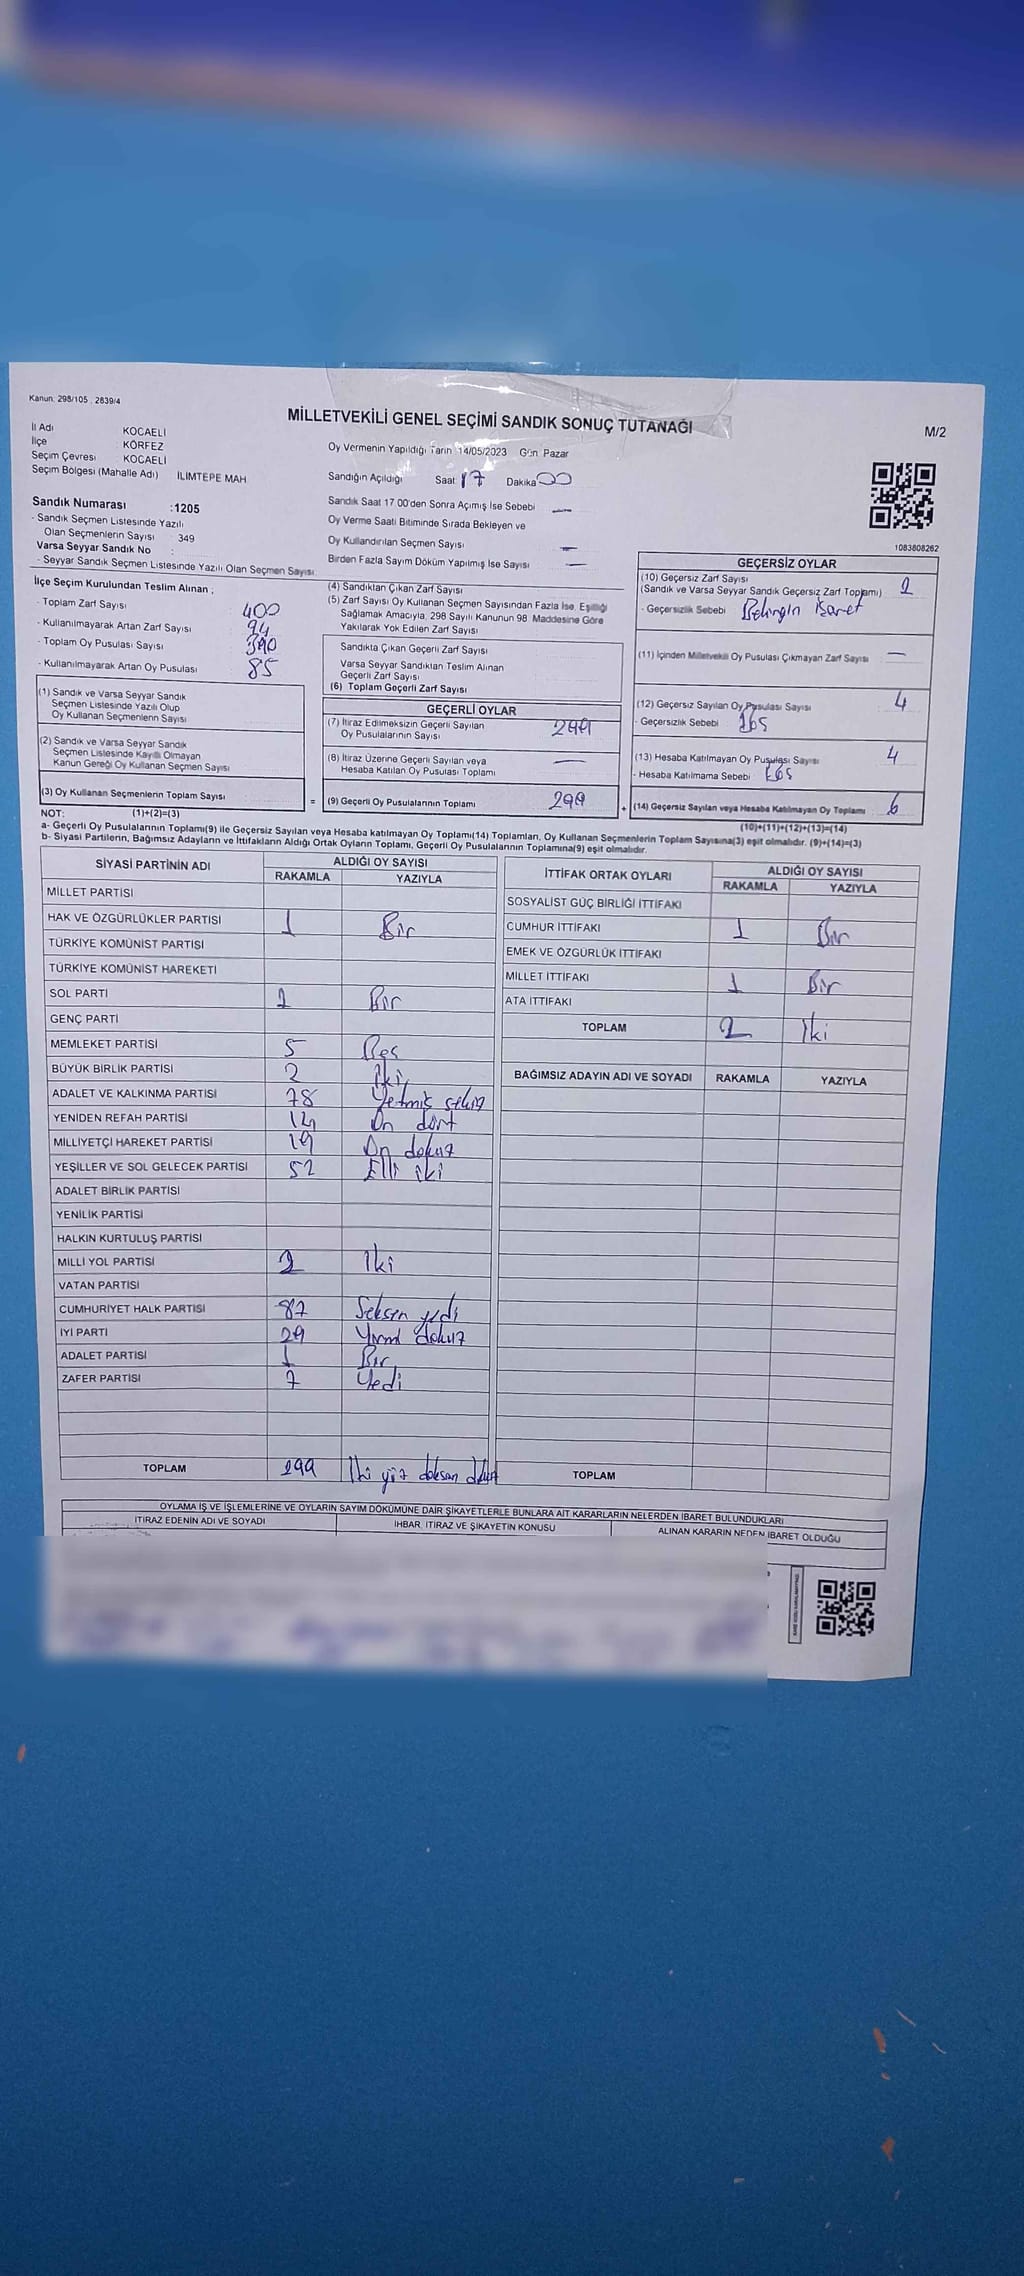 Kanun: 298/105 , 2839/4
MİLLETVEKİLİ GENEL SEÇİMİ SANDIK SONUÇ TUTANAĞI
M/2
İl Adı KOCAELİ
İlçe KÖRFEZ
Seçim Çevresi KOCAELİ
Seçim Bölgesi (Mahalle Adı) İLİMTEPE MAH
Sandık Numarası :1205
- Sandık Seçmen Listesinde Yazılı
Olan Seçmenlerin Sayısı : 349
Varsa Seyyar Sandık No :
- Seyyar Sandık Seçmen Listesinde Yazılı Olan Seçmen Sayısı
Oy Vermenin Yapıldığı Tarih 14/05/2023 Gün Pazar
Sandığın Açıldığı Saat 17 Dakika 00
Sandık Saat 17 00'den Sonra Açılmış İse Sebebi —
Oy Verme Saati Bitiminde Sırada Bekleyen ve
Oy Kullandırılan Seçmen Sayısı —
Birden Fazla Sayım Döküm Yapılmış İse Sayısı —
1083808262
İlçe Seçim Kurulundan Teslim Alınan ;
- Toplam Zarf Sayısı 400
- Kullanılmayarak Artan Zarf Sayısı 94
- Toplam Oy Pusulası Sayısı 390
- Kullanılmayarak Artan Oy Pusulası 85
(1) Sandık ve Varsa Seyyar Sandık
Seçmen Listesinde Yazılı Olup
Oy Kullanan Seçmenlerin Sayısı
(2) Sandık ve Varsa Seyyar Sandık
Seçmen Listesinde Kayıtlı Olmayan
Kanun Gereği Oy Kullanan Seçmen Sayısı
(3) Oy Kullanan Seçmenlerin Toplam Sayısı
(4) Sandıktan Çıkan Zarf Sayısı
(5) Zarf Sayısı Oy Kullanan Seçmen Sayısından Fazla İse, Eşitliği
Sağlamak Amacıyla, 298 Sayılı Kanunun 98. Maddesine Göre
Yakılarak Yok Edilen Zarf Sayısı
Sandıkta Çıkan Geçerli Zarf Sayısı
Varsa Seyyar Sandıktan Teslim Alınan
Geçerli Zarf Sayısı
(6) Toplam Geçerli Zarf Sayısı
GEÇERLİ OYLAR
(7) İtiraz Edilmeksizin Geçerli Sayılan
Oy Pusulalarının Sayısı 299
(8) İtiraz Üzerine Geçerli Sayılan veya
Hesaba Katılan Oy Pusulası Toplamı —
= (9) Geçerli Oy Pusulalarının Toplamı 299
GEÇERSİZ OYLAR
(10) Geçersiz Zarf Sayısı
(Sandık ve Varsa Seyyar Sandık Geçersiz Zarf Toplamı) 2
- Geçersizlik Sebebi
(11) İçinden Milletvekili Oy Pusulası Çıkmayan Zarf Sayısı —
(12) Geçersiz Sayılan Oy Pusulası Sayısı 4
- Geçersizlik Sebebi
(13) Hesaba Katılmayan Oy Pusulası Sayısı 4
- Hesaba Katılmama Sebebi
+ (14) Geçersiz Sayılan veya Hesaba Katılmayan Oy Toplamı 6
NOT: (1)+(2)=(3) (10)+(11)+(12)+(13)=(14)
a- Geçerli Oy Pusulalarının Toplamı(9) ile Geçersiz Sayılan veya Hesaba katılmayan Oy Toplamı(14) Toplamları, Oy Kullanan Seçmenlerin Toplam Sayısına(3) eşit olmalıdır. (9)+(14)=(3)
b- Siyasi Partilerin, Bağımsız Adayların ve İttifakların Aldığı Ortak Oyların Toplamı, Geçerli Oy Pusulalarının Toplamına(9) eşit olmalıdır.
SİYASİ PARTİNİN ADI ALDIĞI OY SAYISI
RAKAMLA YAZIYLA
MİLLET PARTİSİ
HAK VE ÖZGÜRLÜKLER PARTİSİ 1 Bir
TÜRKİYE KOMÜNİST PARTİSİ
TÜRKİYE KOMÜNİST HAREKETİ
SOL PARTİ 1 Bir
GENÇ PARTİ
MEMLEKET PARTİSİ 5 Beş
BÜYÜK BİRLİK PARTİSİ 2 İki
ADALET VE KALKINMA PARTİSİ 78 Yetmiş sekiz
YENİDEN REFAH PARTİSİ 14 On dört
MİLLİYETÇİ HAREKET PARTİSİ 19 On dokuz
YEŞİLLER VE SOL GELECEK PARTİSİ 52 Elli iki
ADALET BİRLİK PARTİSİ
YENİLİK PARTİSİ
HALKIN KURTULUŞ PARTİSİ
MİLLİ YOL PARTİSİ 2 İki
VATAN PARTİSİ
CUMHURİYET HALK PARTİSİ 87 Seksen yedi
İYİ PARTİ 29 Yirmi dokuz
ADALET PARTİSİ 1 Bir
ZAFER PARTİSİ 7 Yedi
TOPLAM 299 İki yüz doksan dokuz
İTTİFAK ORTAK OYLARI ALDIĞI OY SAYISI
RAKAMLA YAZIYLA
SOSYALİST GÜÇ BİRLİĞİ İTTİFAKI
CUMHUR İTTİFAKI 1 Bir
EMEK VE ÖZGÜRLÜK İTTİFAKI
MİLLET İTTİFAKI 1 Bir
ATA İTTİFAKI
TOPLAM 2 İki
BAĞIMSIZ ADAYIN ADI VE SOYADI RAKAMLA YAZIYLA
TOPLAM
OYLAMA İŞ VE İŞLEMLERİNE VE OYLARIN SAYIM DÖKÜMÜNE DAİR ŞİKAYETLERLE BUNLARA AİT KARARLARIN NELERDEN İBARET BULUNDUKLARI
İTİRAZ EDENİN ADI VE SOYADI İHBAR, İTİRAZ VE ŞİKAYETİN KONUSU ALINAN KARARIN NEDEN İBARET OLDUĞU